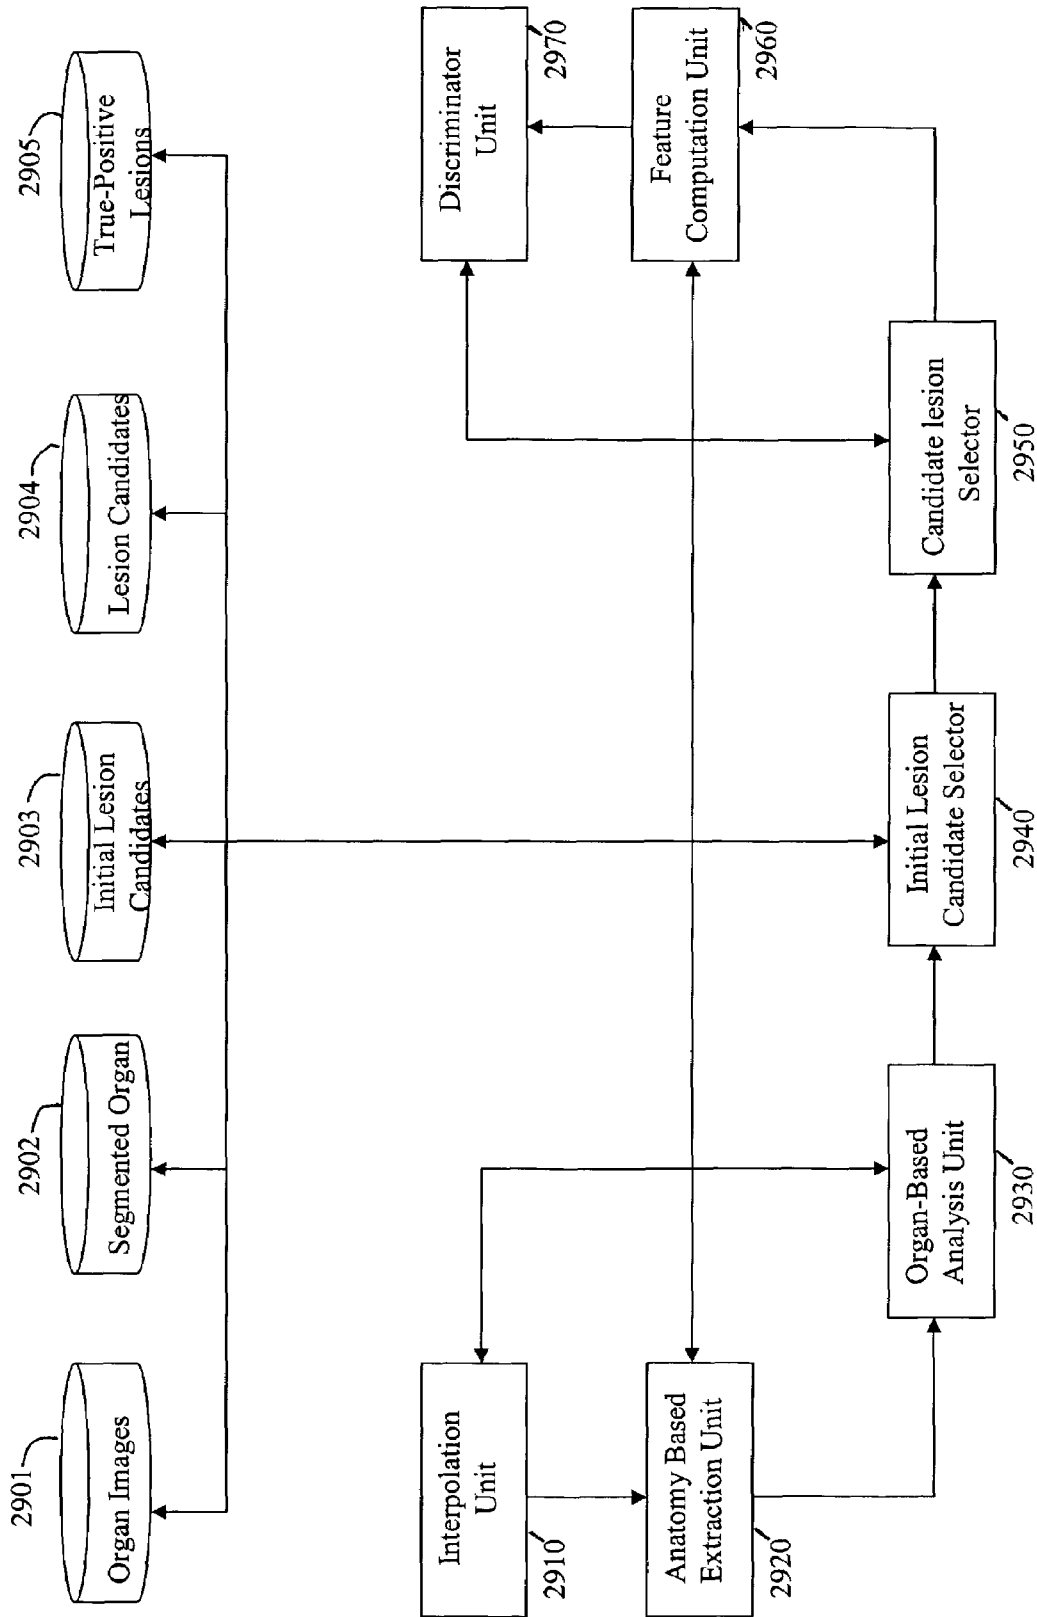 2901
Organ Images
2902
Segmented Organ
2903
Initial Lesion
Candidates
2904
Lesion Candidates
2905
True-Positive
Lesions
Interpolation
Unit
2910
Anatomy Based
Extraction Unit
2920
Organ-Based
Analysis Unit
2930
Initial Lesion
Candidate Selector
2940
Candidate lesion
Selector
2950
Feature
Computation Unit
2960
Discriminator
Unit
2970